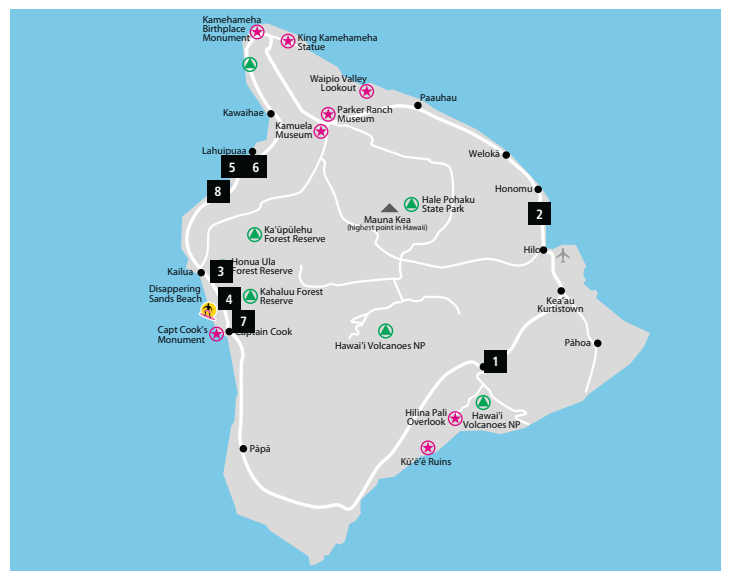 Kamehameha
Birthplace
Monument
King Kamehameha
Statue
Waipio Valley
Lookout
Paauhau
Parker Ranch
Museum
Kawaihae
Kamuela
Museum
Lahuipuaa
Welokā
5 6
8
Honomu
Hale Pohaku
State Park
2
Mauna Kea
(highest point in Hawaii)
Ka'ūpūlehu
Forest Reserve
Hilo
Honua Ula
Forest Reserve
3
Kailua
Disappering
Sands Beach
4
Kahaluu Forest
Reserve
Kea'au
Kurtistown
7
Capt Cook's
Monument
Captain Cook
Hawai'i Volcanoes NP
Pāhoa
1
Hilina Pali
Overlook
Hawai'i
Volcanoes NP
Pāpā
Kū'ē'ē Ruins